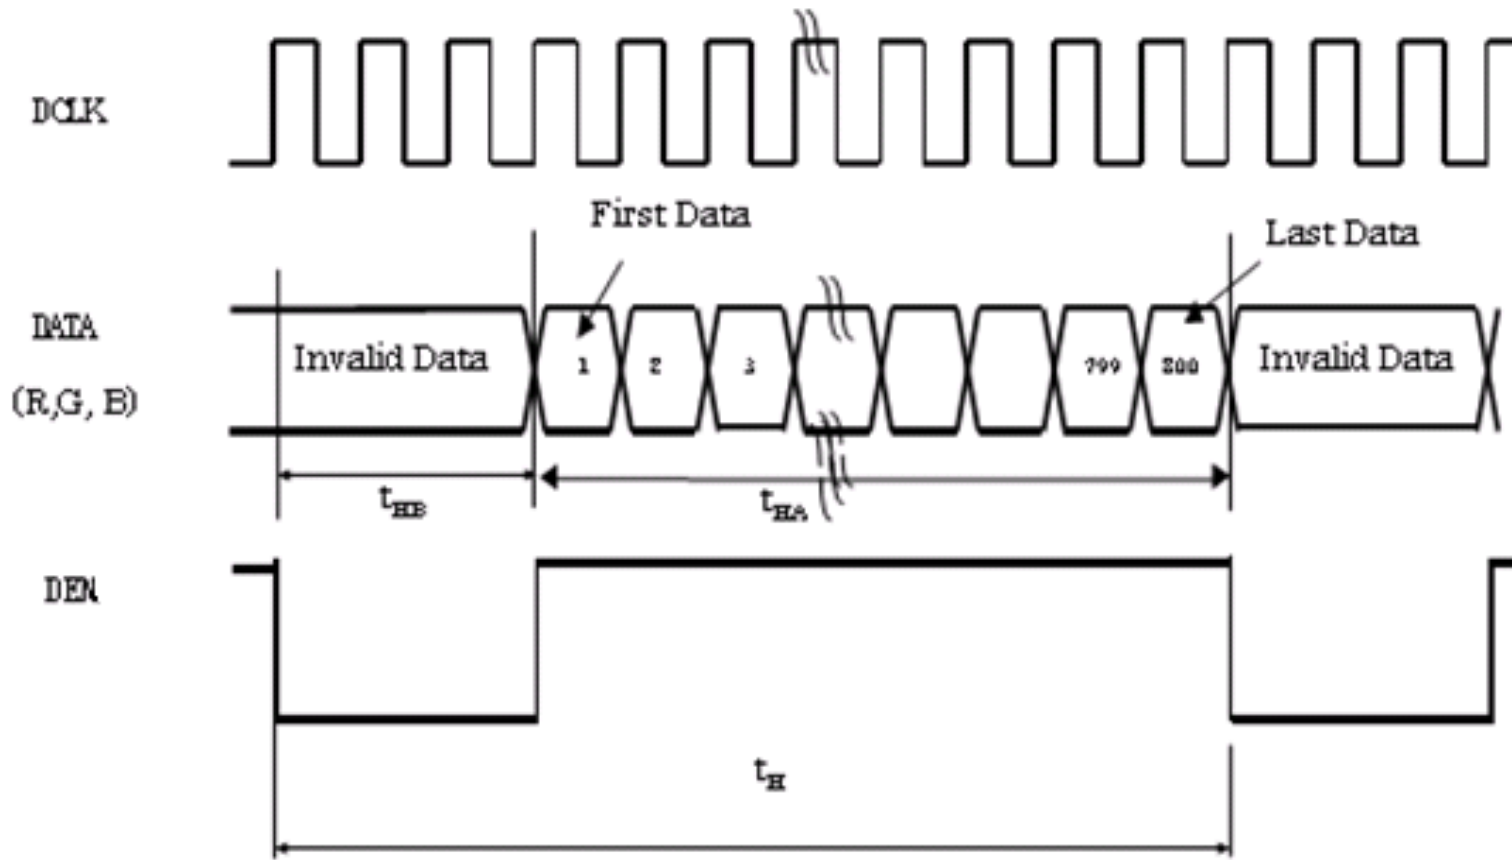 DCLK
First Data
Last Data
DATA
(R,G, B)
Invalid Data
1
2
3
799
800
Invalid Data
tHB
tHA
DEN
tH